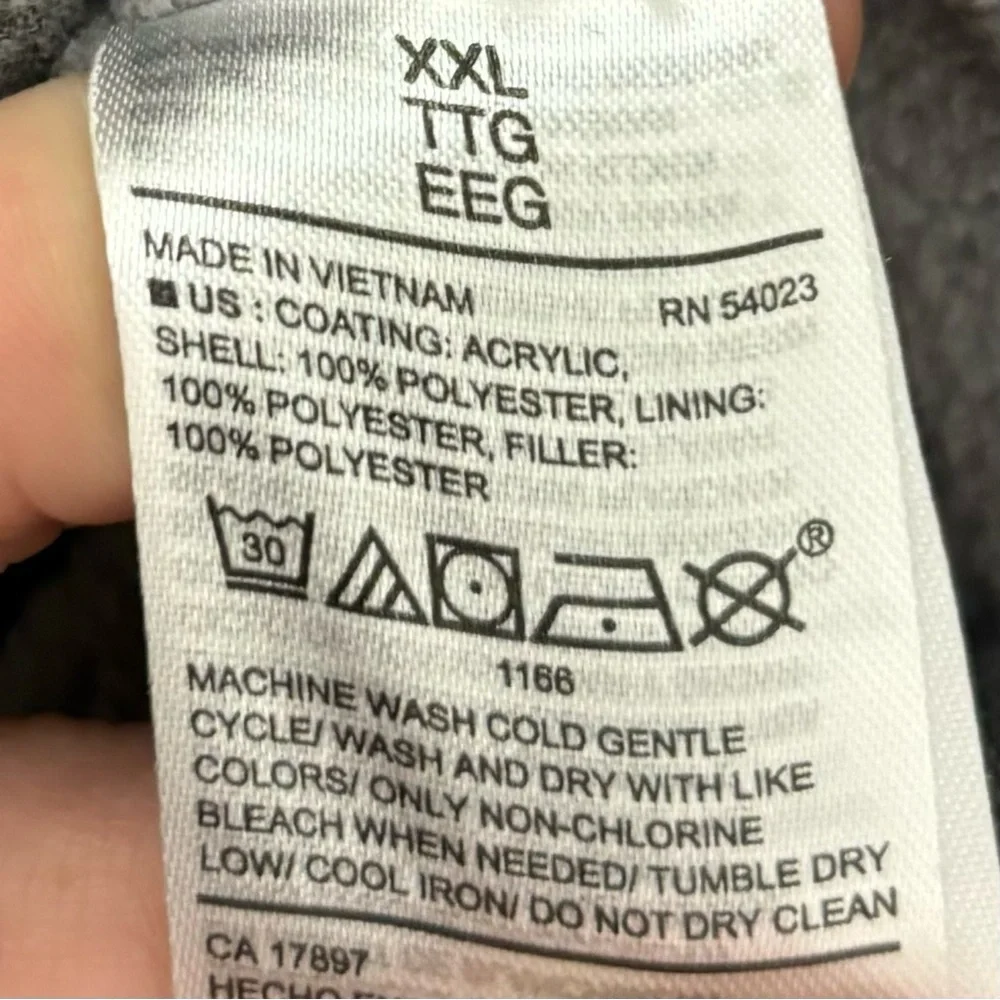 XXL
TTG
EEG
MADE IN VIETNAM RN 54023
US : COATING: ACRYLIC,
SHELL: 100% POLYESTER, LINING:
100% POLYESTER, FILLER:
100% POLYESTER
30
®
1166
MACHINE WASH COLD GENTLE
CYCLE/ WASH AND DRY WITH LIKE
COLORS/ ONLY NON-CHLORINE
BLEACH WHEN NEEDED/ TUMBLE DRY
LOW/ COOL IRON/ DO NOT DRY CLEAN
CA 17897
HECHO